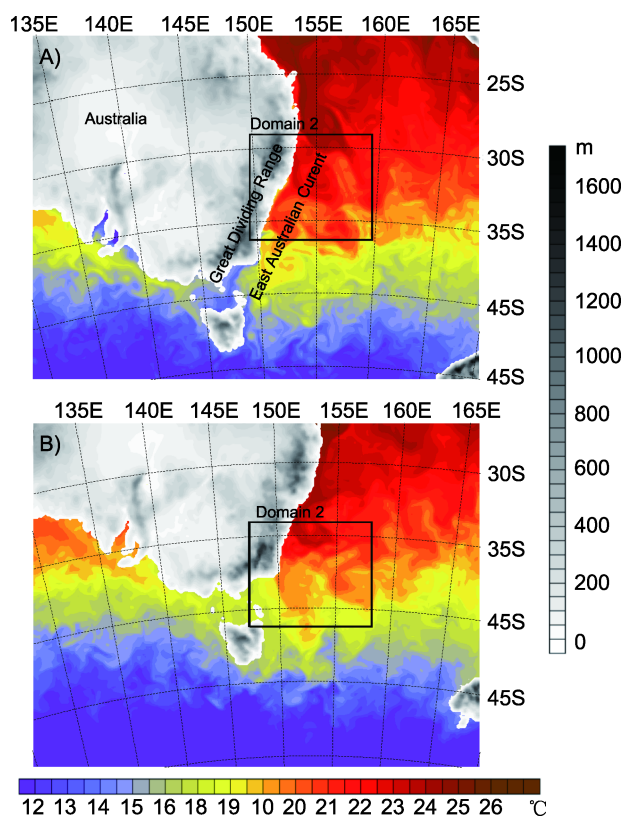 135E 140E 145E 150E 155E 160E 165E
A)
25S
Australia
Domain 2
m
30S
1600
Great Dividing Range
East Australian Curent
1400
35S
1200
45S
1000
45S
800
135E 140E 145E 150E 155E 160E 165E
B)
600
30S
400
Domain 2
35S
200
0
45S
45S
12 13 14 15 16 18 19 10 20 21 22 23 24 25 26 ℃